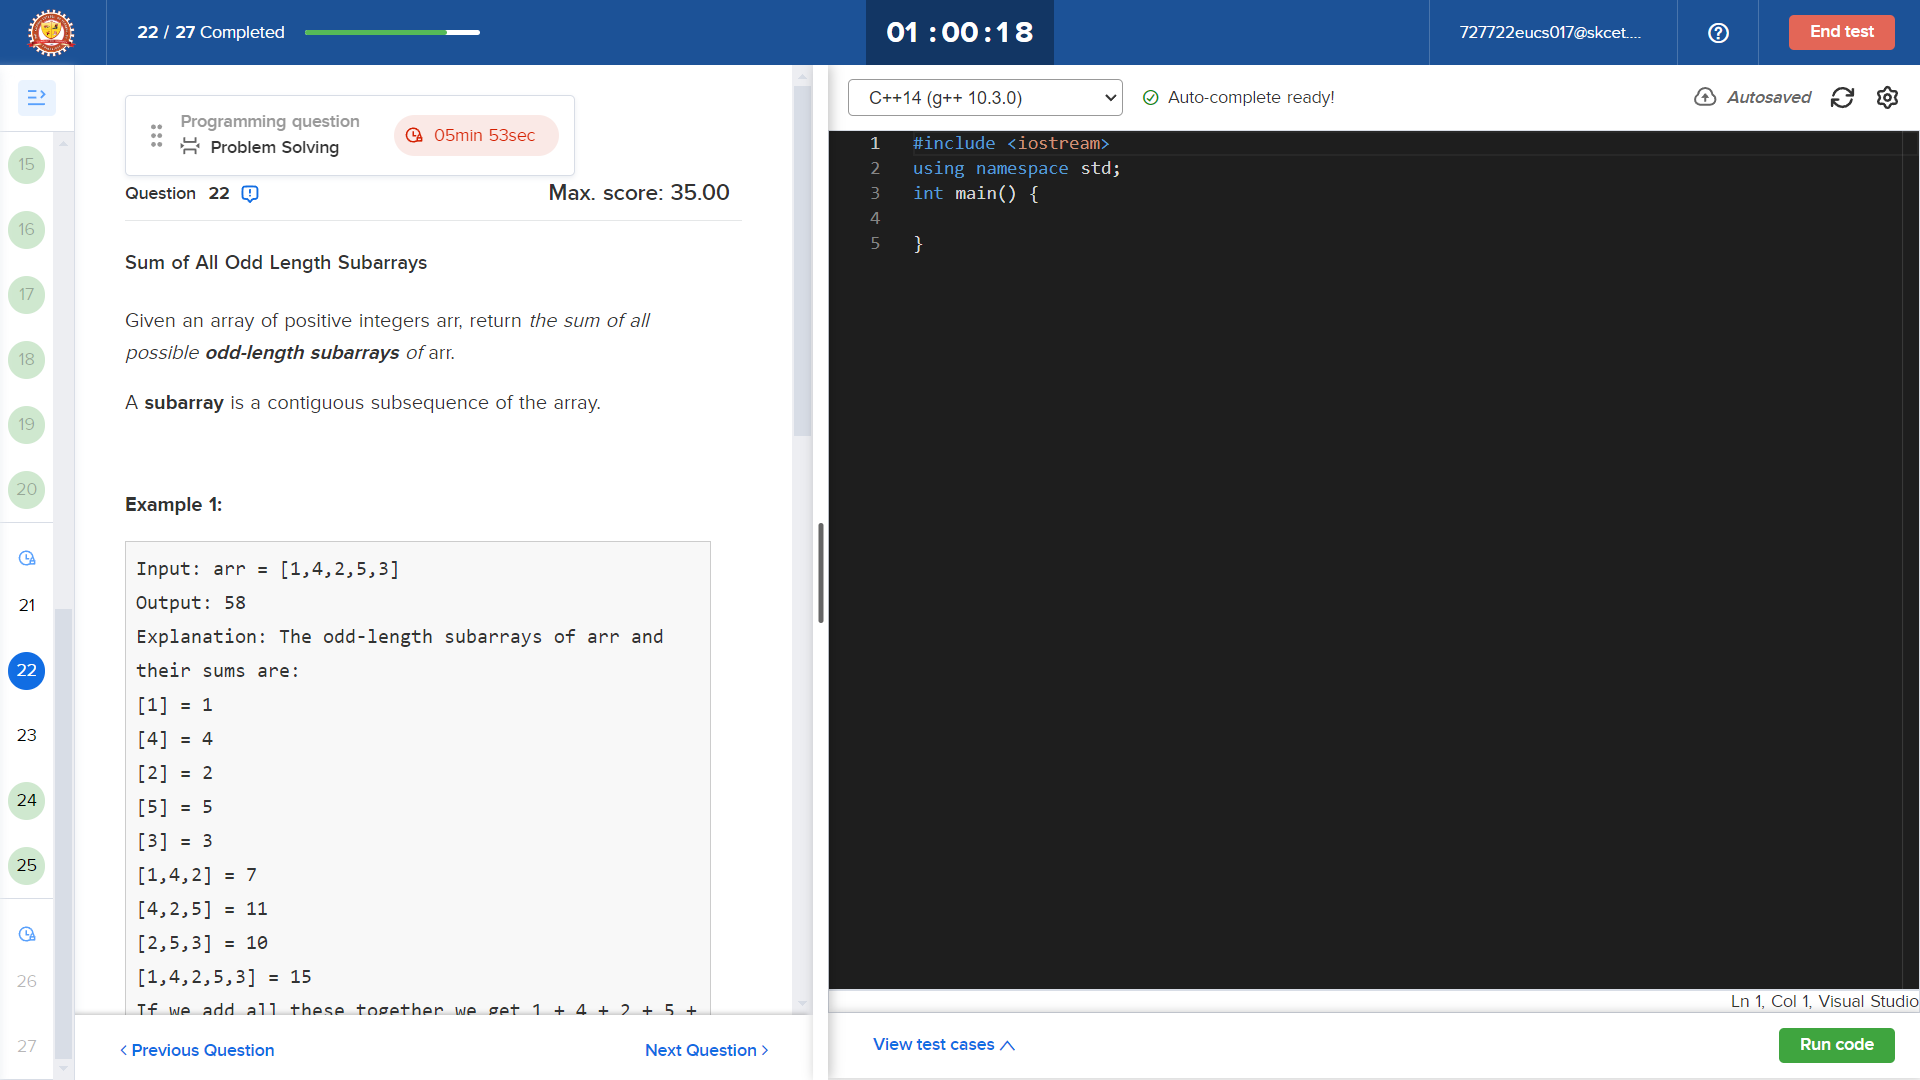 22 / 27 Completed
01 : 00 : 18
727722eucs017@skcet....
End test
15
16
17
18
19
20
21
22
23
24
25
26
27
Programming question
Problem Solving
05min 53sec
Question 22
Max. score: 35.00
Sum of All Odd Length Subarrays
Given an array of positive integers arr, return the sum of all
possible odd-length subarrays of arr.
A subarray is a contiguous subsequence of the array.
Example 1:
Input: arr = [1,4,2,5,3]
Output: 58
Explanation: The odd-length subarrays of arr and
their sums are:
[1] = 1
[4] = 4
[2] = 2
[5] = 5
[3] = 3
[1,4,2] = 7
[4,2,5] = 11
[2,5,3] = 10
[1,4,2,5,3] = 15
If we add all these together we get 1 + 4 + 2 + 5 +
< Previous Question
Next Question >
C++14 (g++ 10.3.0)
Auto-complete ready!
Autosaved
1 #include <iostream>
2 using namespace std;
3 int main() {
4
5 }
Ln 1, Col 1, Visual Studio
View test cases
Run code